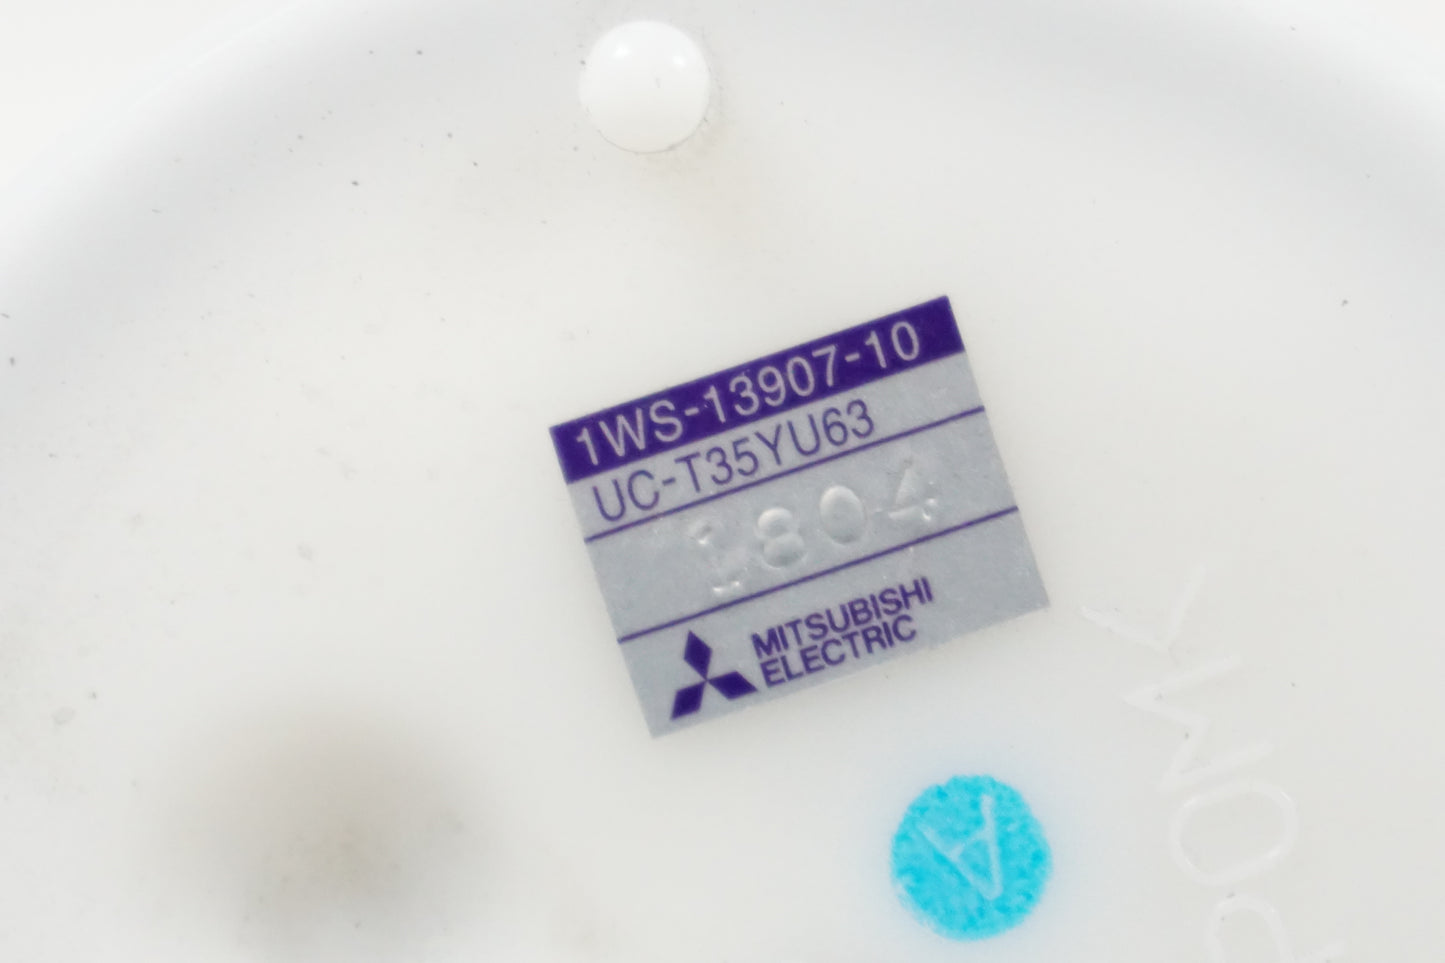 1WS-13907-10
UC-T35YU63
1804
MITSUBISHI
ELECTRIC
A